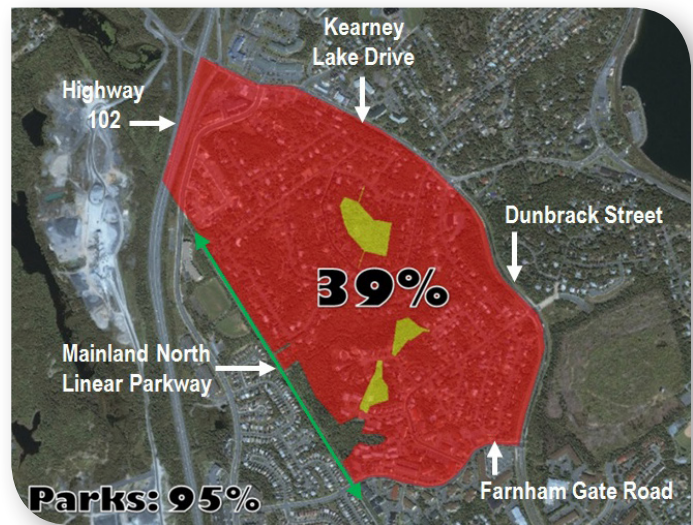 Kearney
Lake Drive
Highway
102
Dunbrack Street
39%
Mainland North
Linear Parkway
Farnham Gate Road
Parks: 95%